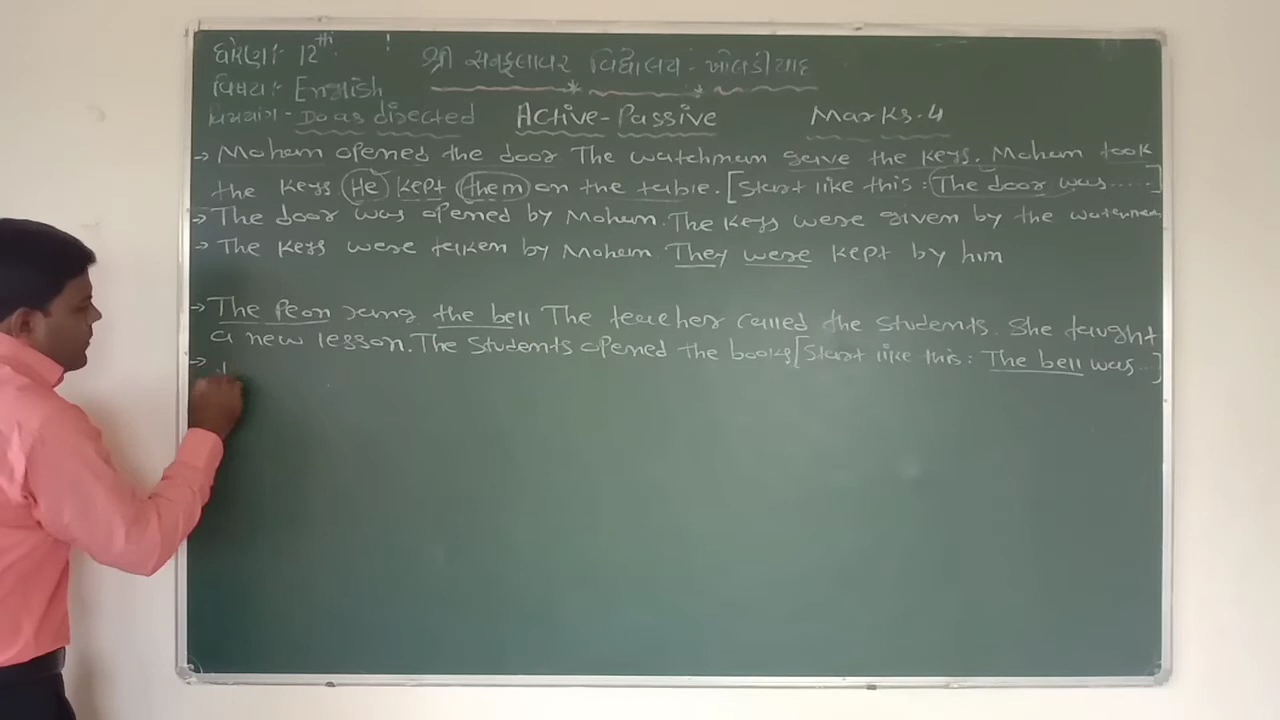 ધોરણ:- 12th
શ્રી વિદ્યાલય:
વિષય:- English
Do as directed Active-Passive Marks-4
→ Mohan opened the door The watchman gave the keys. Mohan took
the keys He kept them on the table. [Start like this : The door was.....]
→ The door was opened by Mohan. The keys were given by the watchman
→ The keys were taken by Mohan They were kept by him
→ The Peon rang the bell The teacher called the students. She taught
a new lesson. The students opened the books [Start like this : The bell was...]
→